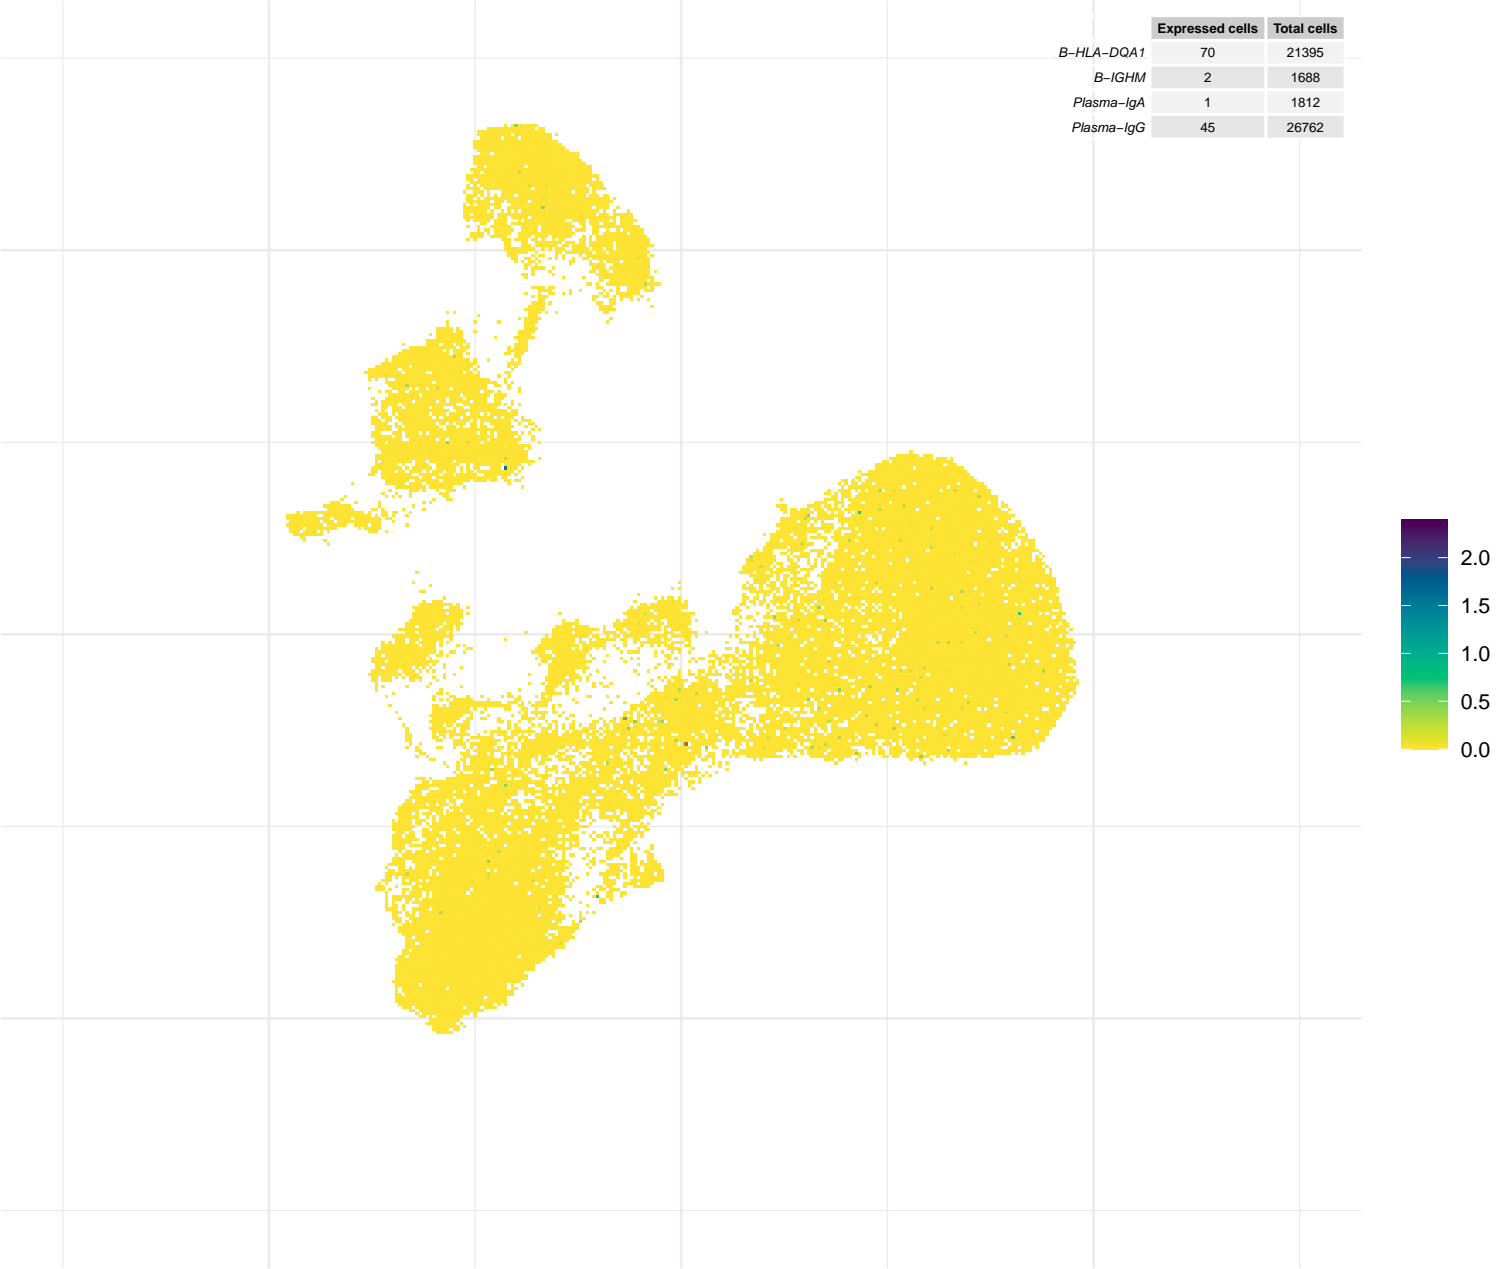 Expressed cells Total cells
B−HLA−DQA1 70 21395
B−IGHM 2 1688
Plasma−IgA 1 1812
Plasma−IgG 45 26762
2.0
1.5
1.0
0.5
0.0